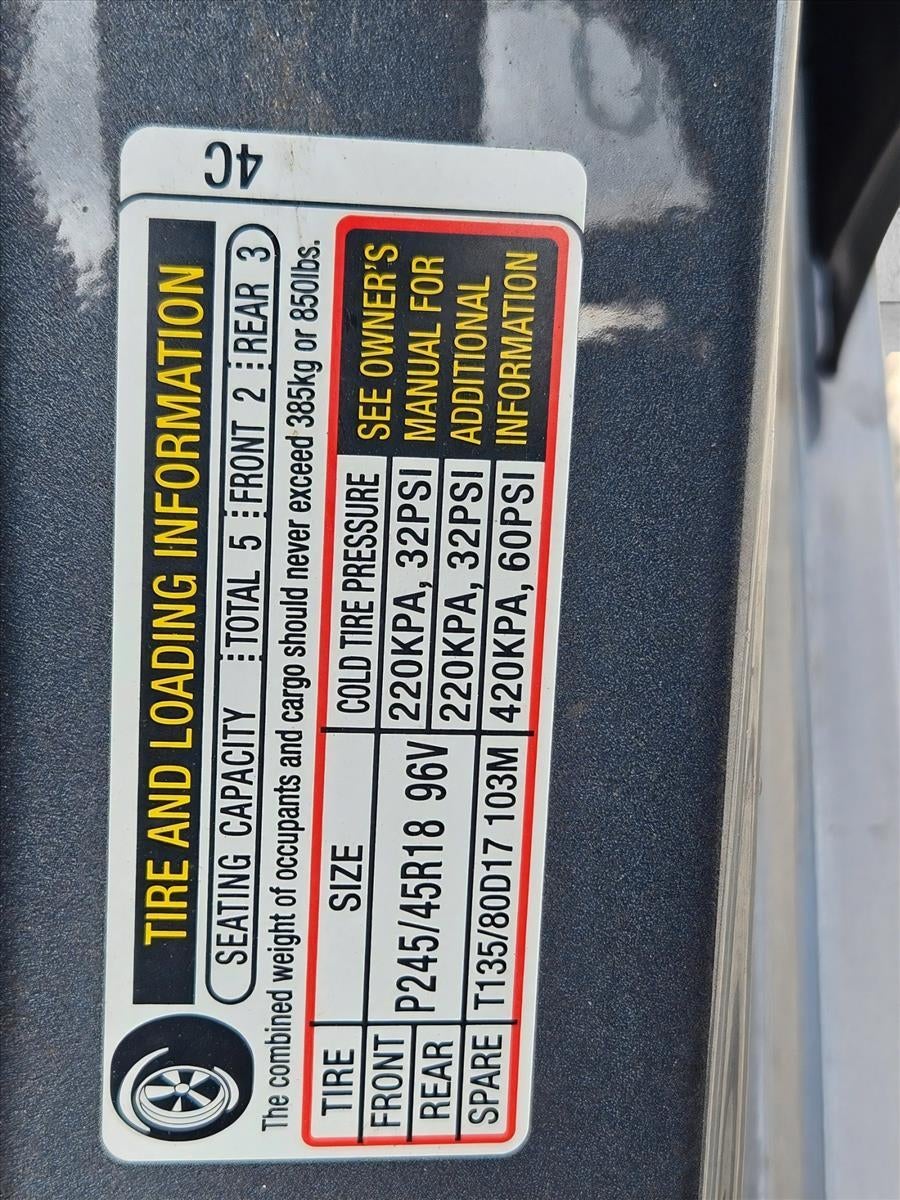 4C
TIRE AND LOADING INFORMATION
SEATING CAPACITY TOTAL 5 FRONT 2 REAR 3
The combined weight of occupants and cargo should never exceed 385kg or 850lbs.
TIRE SIZE COLD TIRE PRESSURE
FRONT P245/45R18 96V 220KPA, 32PSI
REAR 220KPA, 32PSI
SPARE T135/80D17 103M 420KPA, 60PSI
SEE OWNER'S
MANUAL FOR
ADDITIONAL
INFORMATION